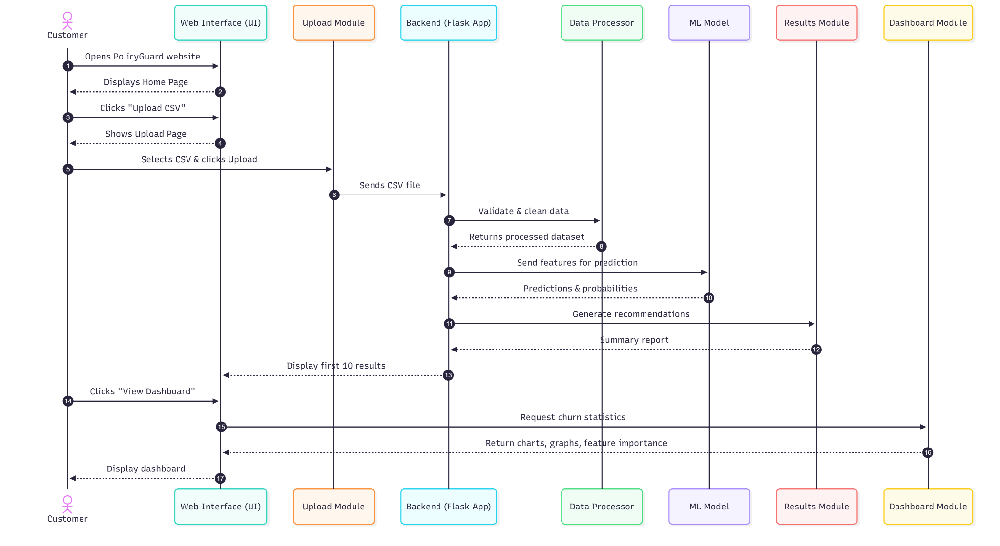 Customer
Web Interface (UI)
Upload Module
Backend (Flask App)
Data Processor
ML Model
Results Module
Dashboard Module
Opens PolicyGuard website
1
Displays Home Page
2
Clicks "Upload CSV"
3
Shows Upload Page
4
Selects CSV & clicks Upload
5
Sends CSV file
6
Validate & clean data
7
Returns processed dataset
8
Send features for prediction
9
Predictions & probabilities
10
Generate recommendations
11
Summary report
12
Display first 10 results
13
Clicks "View Dashboard"
14
Request churn statistics
15
Return charts, graphs, feature importance
16
Display dashboard
17
Customer
Web Interface (UI)
Upload Module
Backend (Flask App)
Data Processor
ML Model
Results Module
Dashboard Module